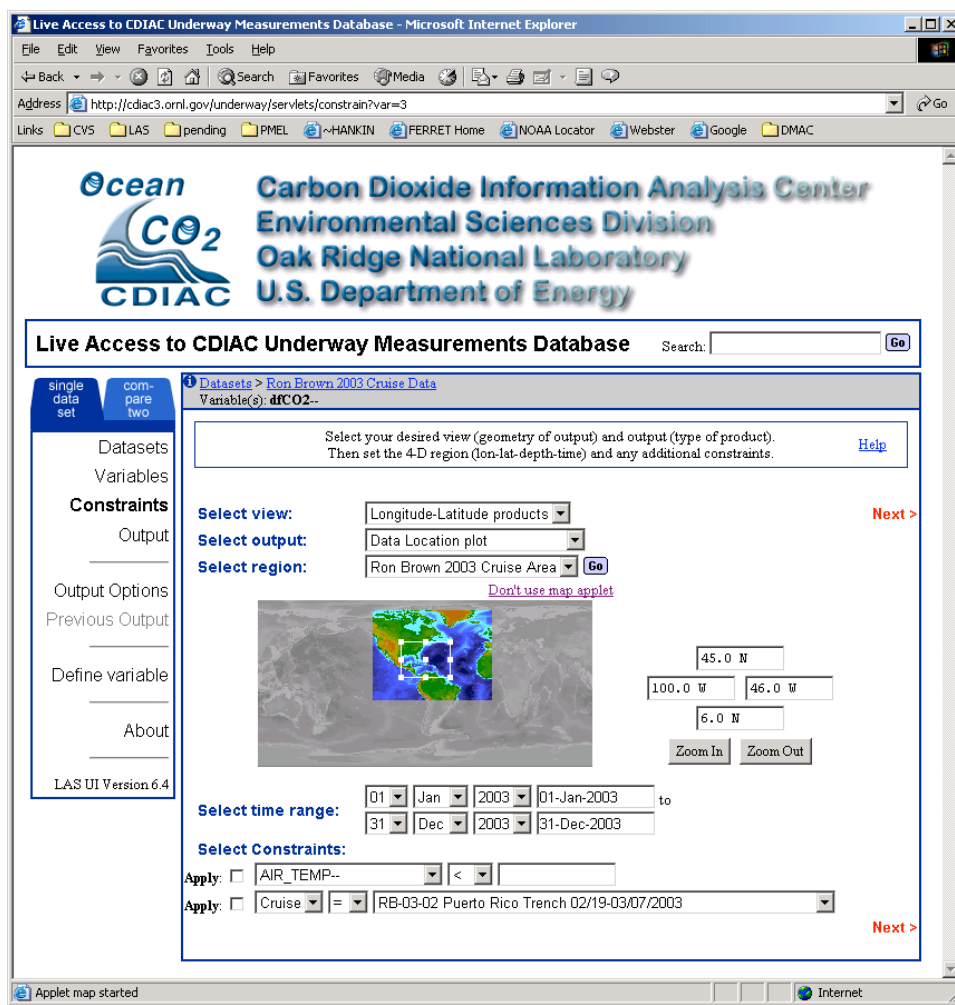 Live Access to CDIAC Underway Measurements Database - Microsoft Internet Explorer
File Edit View Favorites Tools Help
Back Search Favorites Media
Address http://cdiac3.ornl.gov/underway/servlets/constrain?var=3 Go
Links CVS LAS pending PMEL ~HANKIN FERRET Home NOAA Locator Webster Google DMAC
Ocean
CO2
CDIAC
Carbon Dioxide Information Analysis Center
Environmental Sciences Division
Oak Ridge National Laboratory
U.S. Department of Energy
Live Access to CDIAC Underway Measurements Database Search: Go
single data set
com-pare two
Datasets > Ron Brown 2003 Cruise Data
Variable(s): dfCO2--
Datasets
Variables
Constraints
Output
Output Options
Previous Output
Define variable
About
LAS UI Version 6.4
Select your desired view (geometry of output) and output (type of product).
Then set the 4-D region (lon-lat-depth-time) and any additional constraints.
Help
Select view: Longitude-Latitude products Next >
Select output: Data Location plot
Select region: Ron Brown 2003 Cruise Area Go
Don't use map applet
45.0 N
100.0 W 46.0 W
6.0 N
Zoom In Zoom Out
Select time range: 01 Jan 2003 01-Jan-2003 to
31 Dec 2003 31-Dec-2003
Select Constraints:
Apply: AIR_TEMP-- <
Apply: Cruise = RB-03-02 Puerto Rico Trench 02/19-03/07/2003
Next >
Applet map started Internet